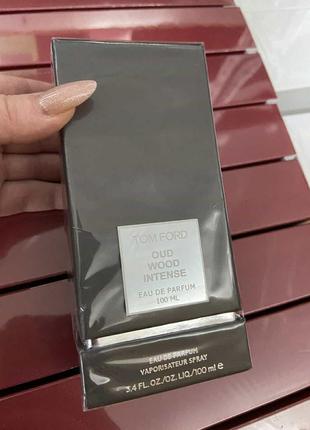 TOM FORD
OUD
WOOD
INTENSE
EAU DE PARFUM
100 ML
EAU DE PARFUM
VAPORISATEUR SPRAY
3.4 FL. OZ./OZ. LIQ./100 ml e